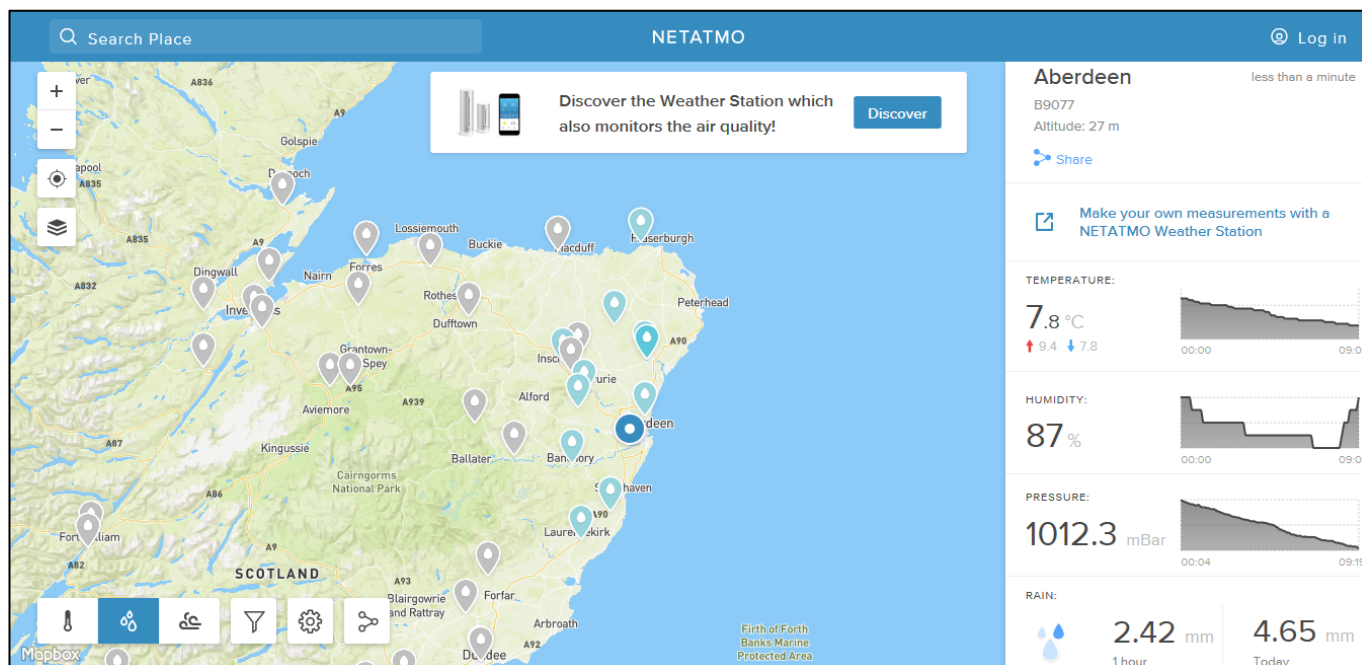 Search Place
NETATMO
Log in
Discover the Weather Station which
also monitors the air quality!
Discover
Aberdeen
less than a minute
B9077
Altitude: 27 m
Share
Make your own measurements with a
NETATMO Weather Station
TEMPERATURE:
7.8 °C
9.4 7.8
00:00
HUMIDITY:
87 %
00:00
PRESSURE:
1012.3 mBar
00:04
RAIN:
2.42 mm
1 hour
4.65 mm
Today
A836
A9
Golspie
A835
A835
A9
Lossiemouth
Buckie
Dingwall
Nairn
Forres
A832
Peterhead
Dufftown
A90
Grantown-
Spey
A95
A939
Alford
Aviemore
A87
Kingussie
Ballater
Cairngorms
National Park
A86
A90
A9
A82
SCOTLAND
A93
Blairgowrie
and Rattray
Forfar
Arbroath
A92
Firth of Forth
Banks Marine
Protected Area
Mapbox